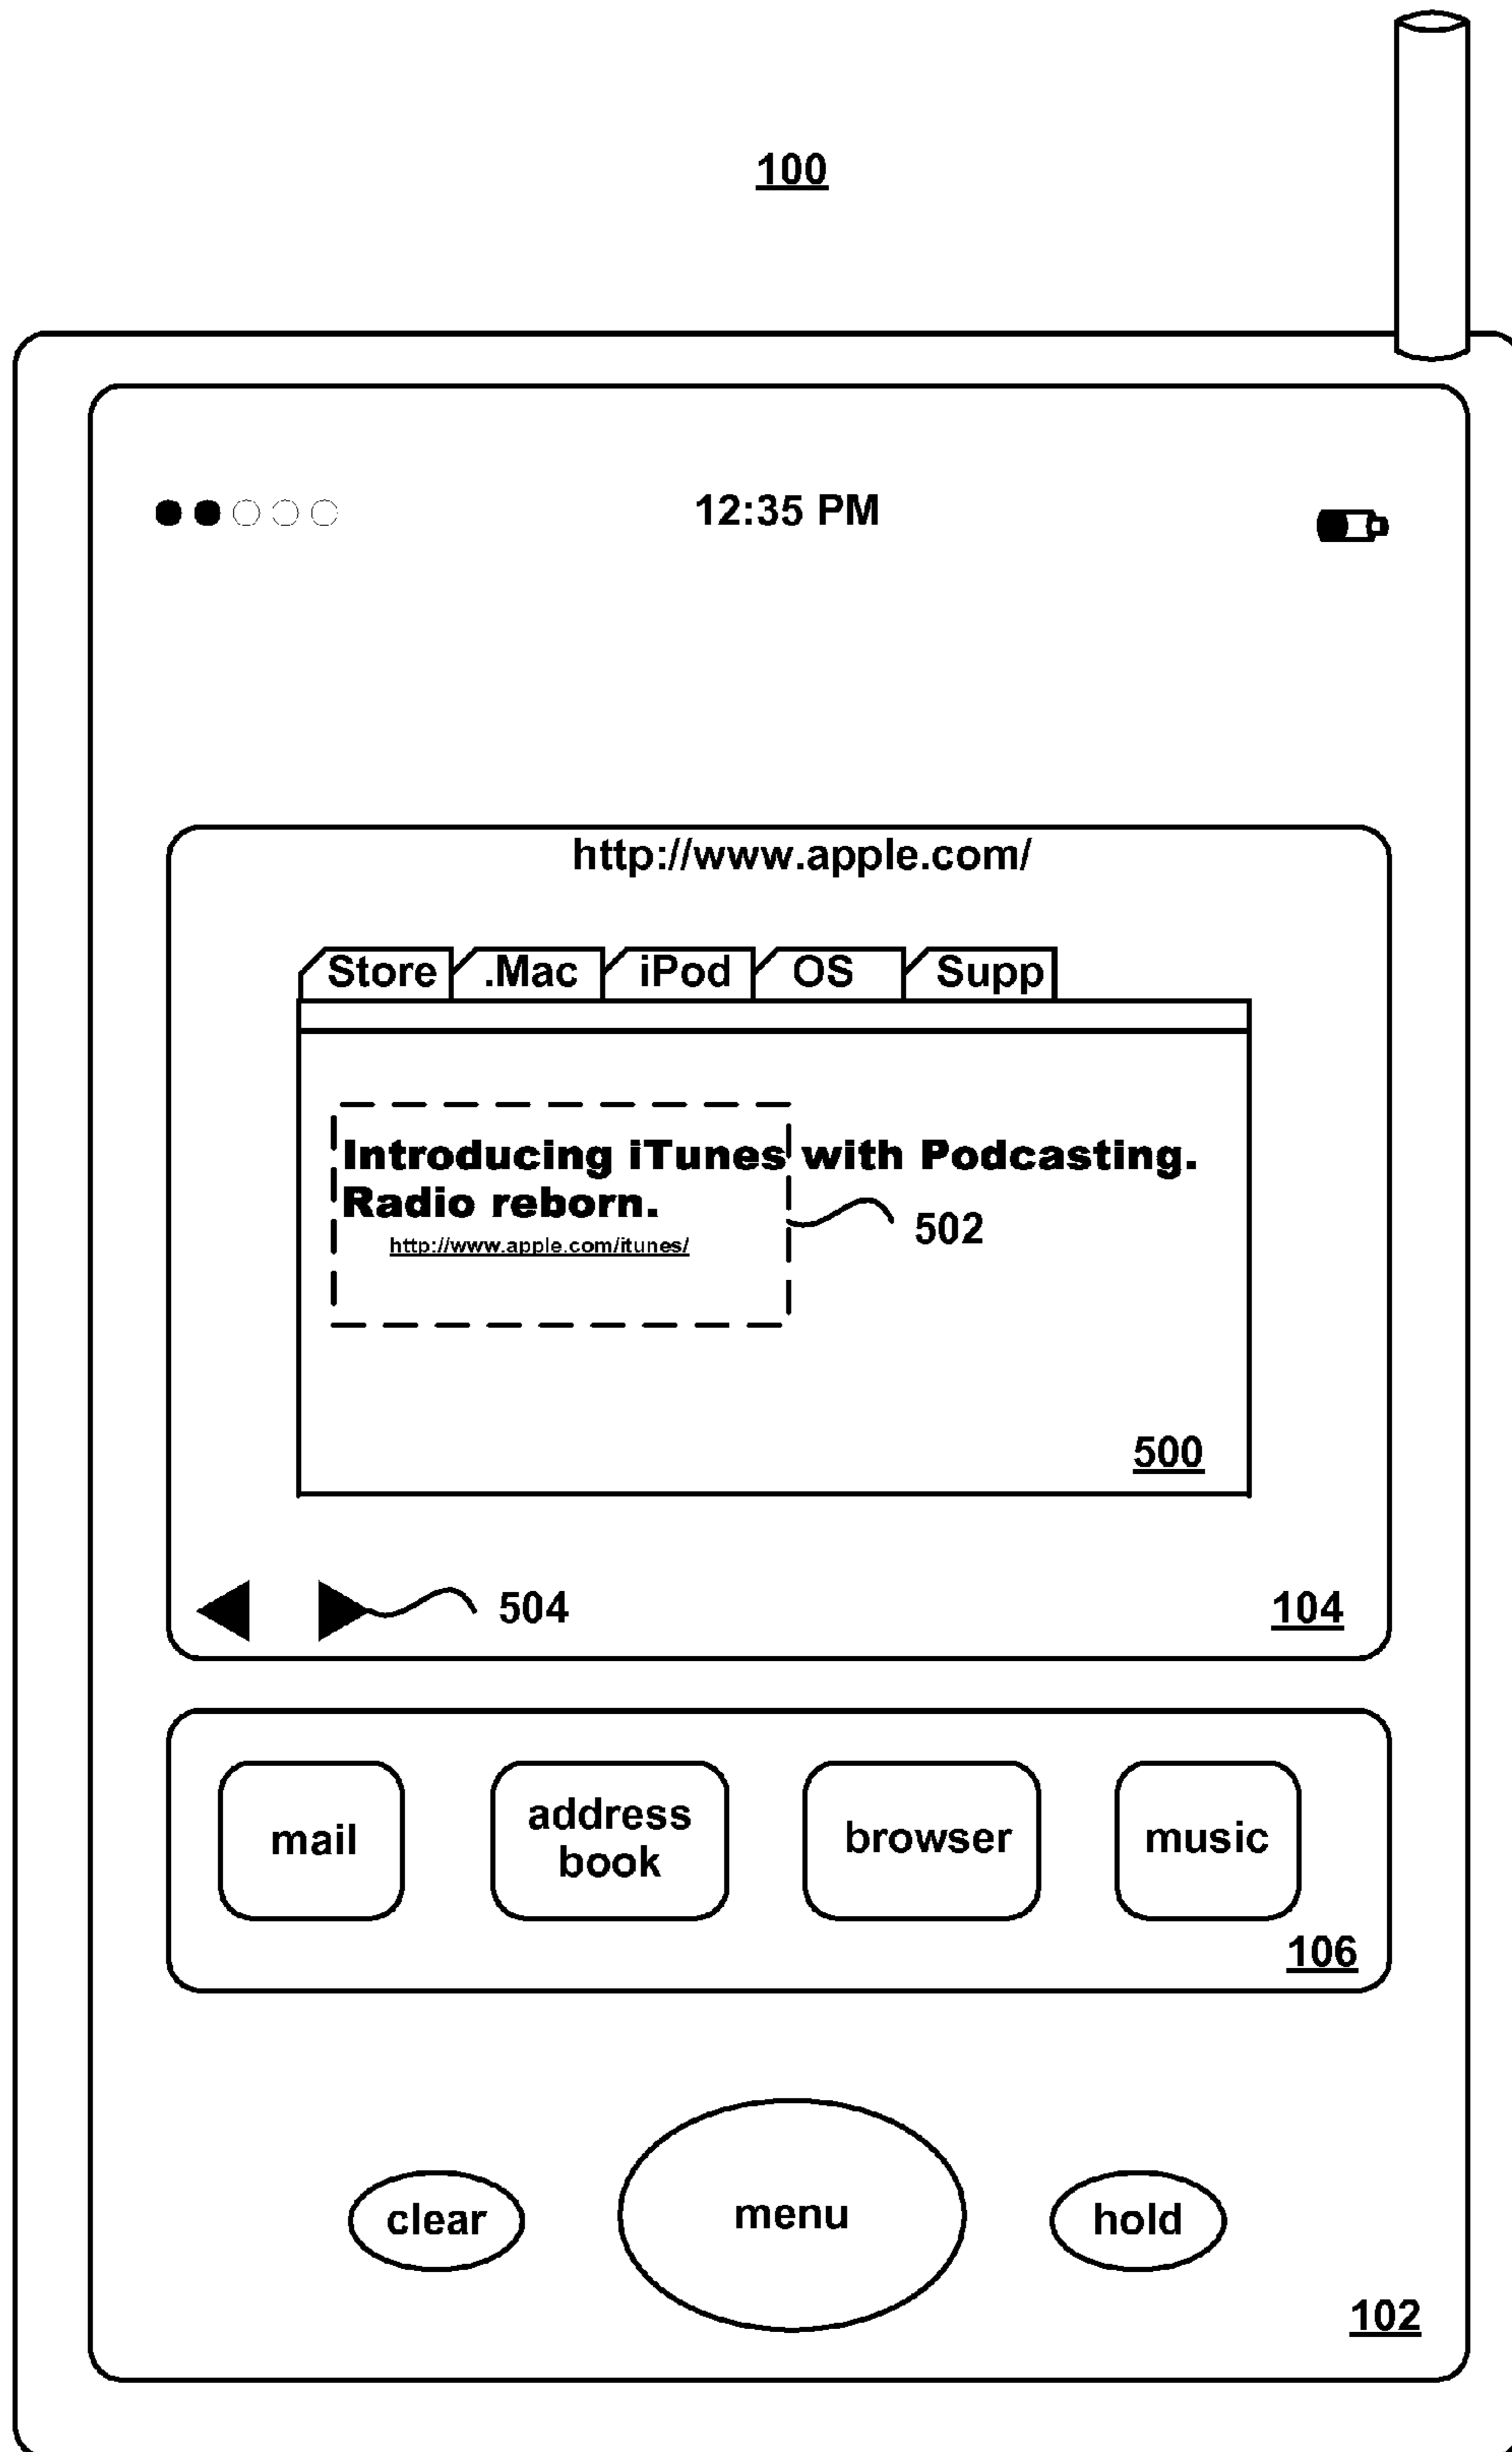 100
12:35 PM
http://www.apple.com/
Store .Mac iPod OS Supp
Introducing iTunes with Podcasting.
Radio reborn.
http://www.apple.com/itunes/
502
500
504
104
mail
address
book
browser
music
106
clear
menu
hold
102